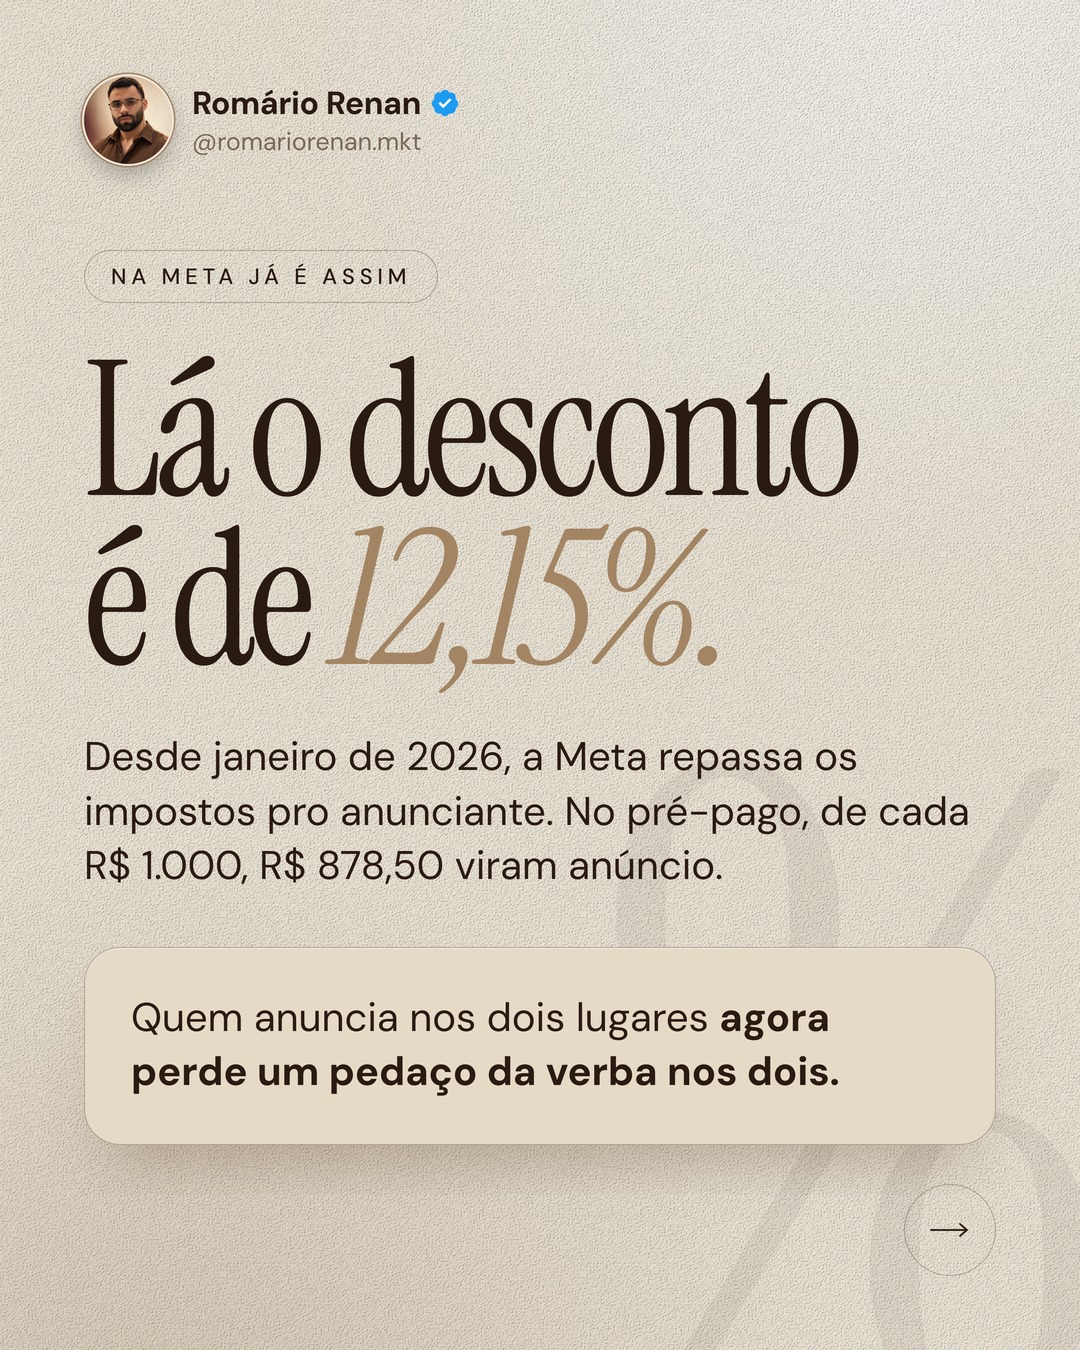 Romário Renan
@romariorenan.mkt
NA META JÁ É ASSIM
Lá o desconto
é de 12,15%.
Desde janeiro de 2026, a Meta repassa os
impostos pro anunciante. No pré-pago, de cada
R$ 1.000, R$ 878,50 viram anúncio.
Quem anuncia nos dois lugares agora
perde um pedaço da verba nos dois.
%